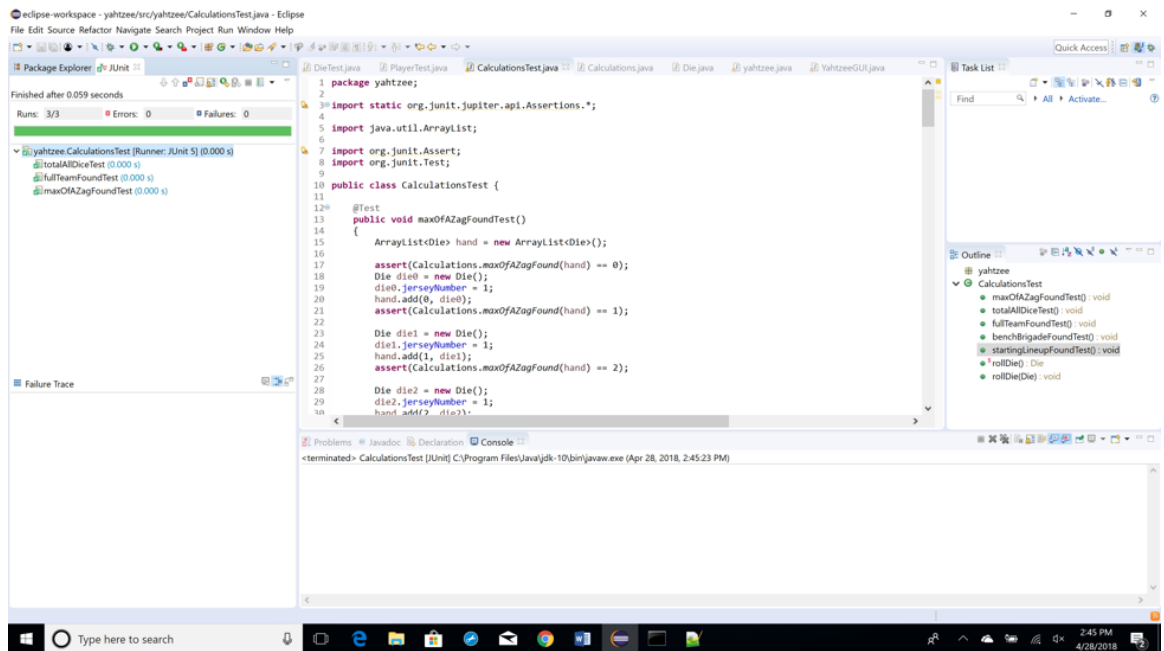 eclipse-workspace - yahtzee/src/yahtzee/CalculationsTest.java - Eclipse
File Edit Source Refactor Navigate Search Project Run Window Help
Quick Access
Package Explorer JUnit
Finished after 0.059 seconds
Runs: 3/3 Errors: 0 Failures: 0
yahtzee.CalculationsTest [Runner: JUnit 5] (0.000 s)
totalAllDiceTest (0.000 s)
fullTeamFoundTest (0.000 s)
maxOfAZagFoundTest (0.000 s)
Failure Trace
DieTest.java PlayerTest.java CalculationsTest.java Calculations.java Die.java yahtzee.java YahtzeeGUI.java
1 package yahtzee;
2
3 import static org.junit.jupiter.api.Assertions.*;
4
5 import java.util.ArrayList;
6
7 import org.junit.Assert;
8 import org.junit.Test;
9
10 public class CalculationsTest {
11
12 @Test
13 public void maxOfAZagFoundTest()
14 {
15 ArrayList<Die> hand = new ArrayList<Die>();
16
17 assert(Calculations.maxOfAZagFound(hand) == 0);
18 Die die0 = new Die();
19 die0.jerseyNumber = 1;
20 hand.add(0, die0);
21 assert(Calculations.maxOfAZagFound(hand) == 1);
22
23 Die die1 = new Die();
24 die1.jerseyNumber = 1;
25 hand.add(1, die1);
26 assert(Calculations.maxOfAZagFound(hand) == 2);
27
28 Die die2 = new Die();
29 die2.jerseyNumber = 1;
30 hand.add(2, die2);
Task List
Find All Activate...
Outline
yahtzee
CalculationsTest
maxOfAZagFoundTest() : void
totalAllDiceTest() : void
fullTeamFoundTest() : void
benchBrigadeFoundTest() : void
startingLineupFoundTest() : void
rollDie() : Die
rollDie(Die) : void
Problems Javadoc Declaration Console
<terminated> CalculationsTest [JUnit] C:\Program Files\Java\jdk-10\bin\javaw.exe (Apr 28, 2018, 2:45:23 PM)
Type here to search
2:45 PM
4/28/2018